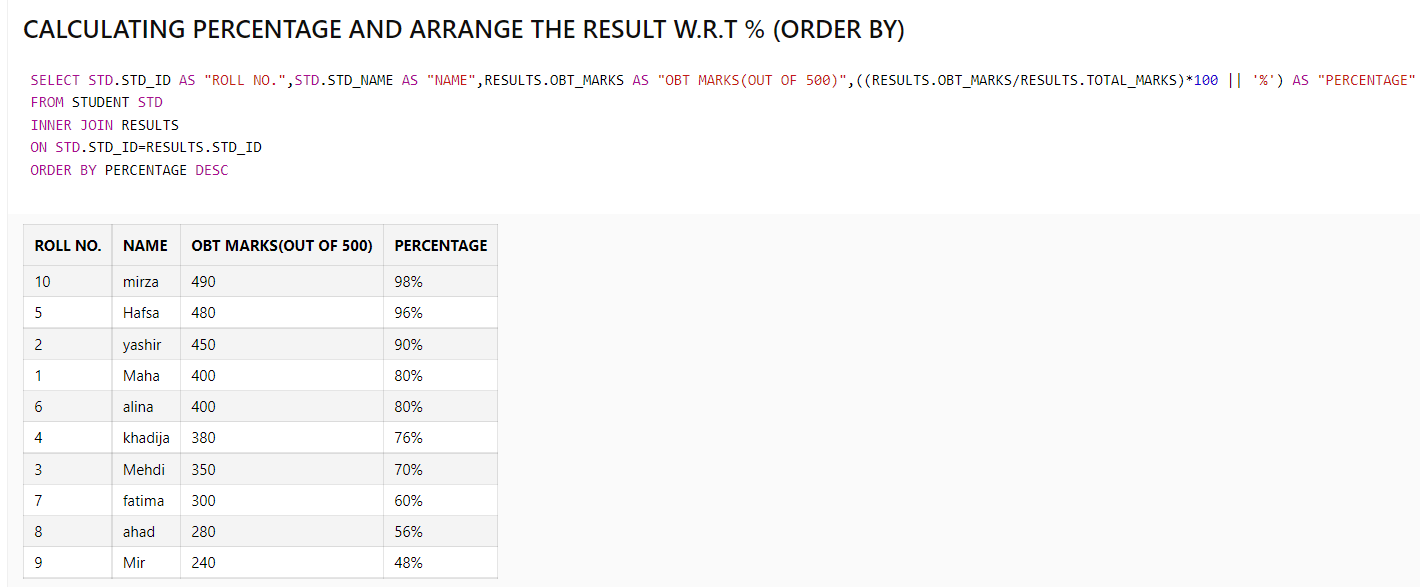 CALCULATING PERCENTAGE AND ARRANGE THE RESULT W.R.T % (ORDER BY)
SELECT STD.STD_ID AS "ROLL NO.",STD.STD_NAME AS "NAME",RESULTS.OBT_MARKS AS "OBT MARKS(OUT OF 500)",((RESULTS.OBT_MARKS/RESULTS.TOTAL_MARKS)*100 || '%') AS "PERCENTAGE"
FROM STUDENT STD
INNER JOIN RESULTS
ON STD.STD_ID=RESULTS.STD_ID
ORDER BY PERCENTAGE DESC
ROLL NO. NAME OBT MARKS(OUT OF 500) PERCENTAGE
10 mirza 490 98%
5 Hafsa 480 96%
2 yashir 450 90%
1 Maha 400 80%
6 alina 400 80%
4 khadija 380 76%
3 Mehdi 350 70%
7 fatima 300 60%
8 ahad 280 56%
9 Mir 240 48%